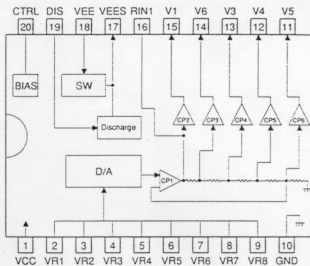 CTRL DIS VEE VEES RIN1 V1 V6 V3 V4 V5
20 19 18 17 16 15 14 13 12 11
BIAS SW
Discharge CP2 CP3 CP4 CP5 CP6
D/A CP1
1 2 3 4 5 6 7 8 9 10
VCC VR1 VR2 VR3 VR4 VR5 VR6 VR7 VR8 GND